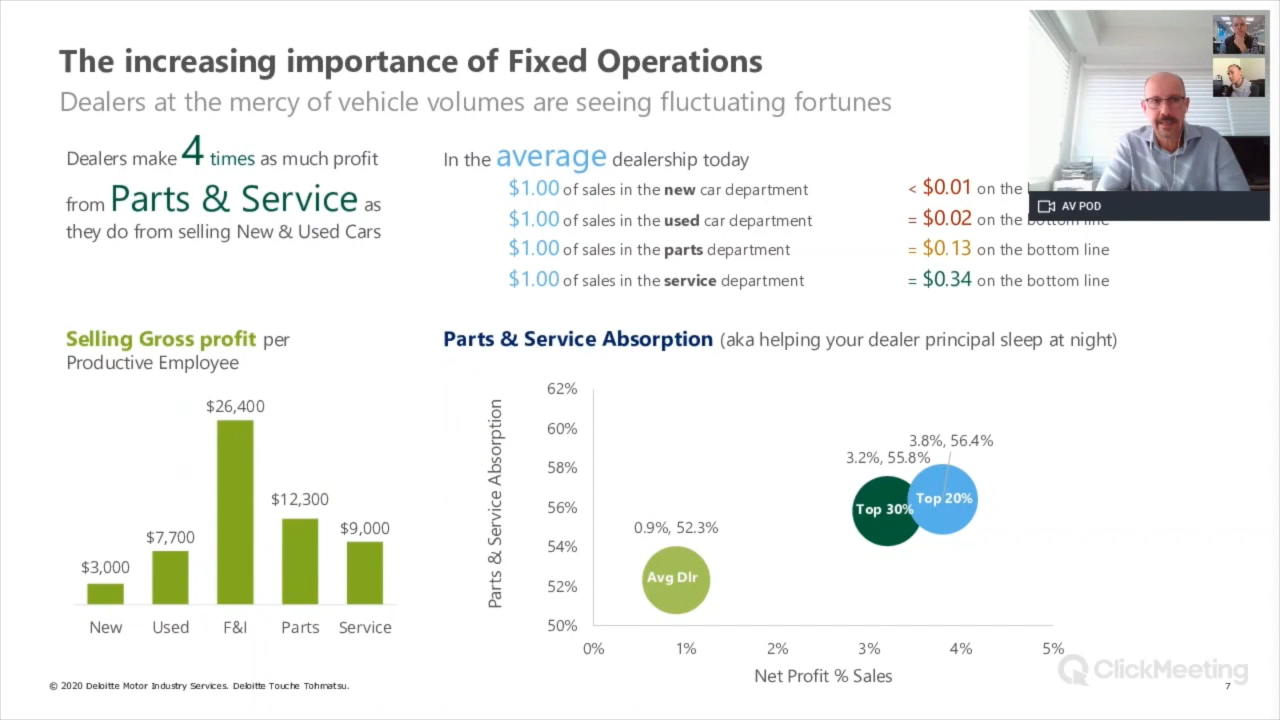 The increasing importance of Fixed Operations
Dealers at the mercy of vehicle volumes are seeing fluctuating fortunes
Dealers make 4 times as much profit
from Parts & Service as
they do from selling New & Used Cars
In the average dealership today
$1.00 of sales in the new car department < $0.01 on the
$1.00 of sales in the used car department = $0.02 on the bottom line
$1.00 of sales in the parts department = $0.13 on the bottom line
$1.00 of sales in the service department = $0.34 on the bottom line
AV POD
Selling Gross profit per
Productive Employee
$3,000
$7,700
$26,400
$12,300
$9,000
New Used F&I Parts Service
Parts & Service Absorption (aka helping your dealer principal sleep at night)
Parts & Service Absorption
62%
60%
58%
56%
54%
52%
50%
0.9%, 52.3%
Avg Dlr
3.2%, 55.8%
Top 30%
3.8%, 56.4%
Top 20%
0% 1% 2% 3% 4% 5%
Net Profit % Sales
ClickMeeting
© 2020 Deloitte Motor Industry Services. Deloitte Touche Tohmatsu.
7